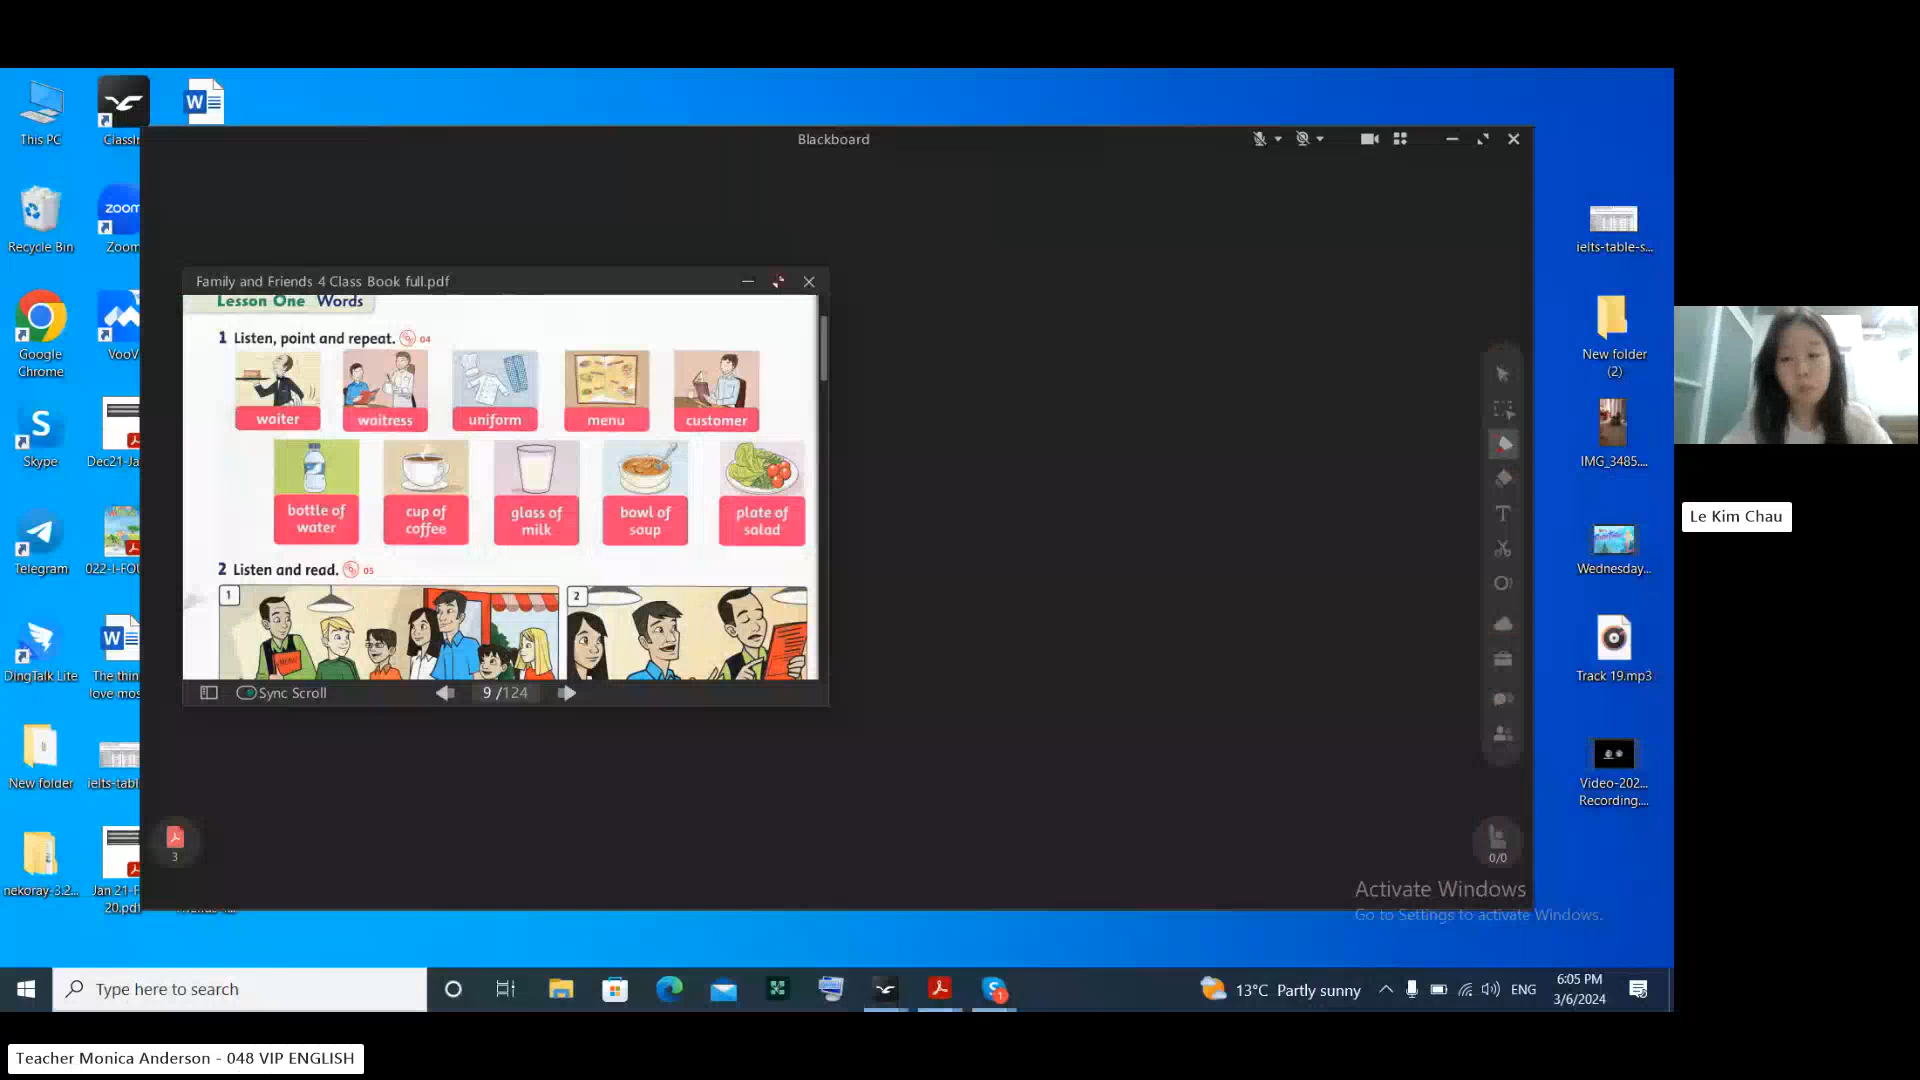 This PC
ClassIn
Recycle Bin
Zoom
Google
Chrome
VooV
Skype
Dec21-Ja
Telegram
022-I-FOU
DingTalk Lite
The thin
love mos
New folder
ielts-tabl
nekoray-3.2...
Jan 21-F
20.pdf
Blackboard
Family and Friends 4 Class Book full.pdf
Lesson One Words
1 Listen, point and repeat. 04
waiter
waitress
uniform
menu
customer
bottle of
water
cup of
coffee
glass of
milk
bowl of
soup
plate of
salad
2 Listen and read. 05
1
2
MENU
Sync Scroll
9 /124
3
0/0
Activate Windows
Go to Settings to activate Windows.
ielts-table-s...
New folder
(2)
IMG_3485....
Wednesday...
Track 19.mp3
Video-202...
Recording....
Le Kim Chau
Type here to search
1
13°C Partly sunny
ENG
6:05 PM
3/6/2024
Teacher Monica Anderson - 048 VIP ENGLISH